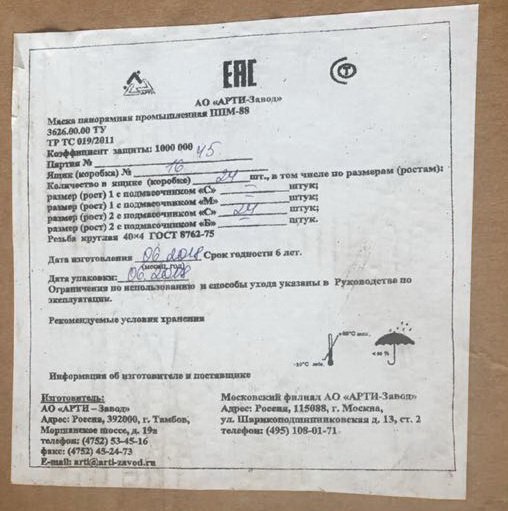 ЕАС
АО «АРТИ-Завод»
Маска панорамная промышленная ППМ-88
3626.00.00 ТУ
ТР ТС 019/2011
Коэффициент защиты: 1000 000
Партия № 45
Ящик (коробка) № 16
Количество в ящике (коробке) 24 шт., в том числе по размерам (ростам):
размер (рост) 1 с подмасочником «С» – штук;
размер (рост) 1 с подмасочником «М» – штук;
размер (рост) 2 с подмасочником «С» 24 штук;
размер (рост) 2 с подмасочником «Б» – штук.
Резьба круглая 40×4 ГОСТ 8762-75
Дата изготовления 06.2018 Срок годности 6 лет.
(месяц, год)
Дата упаковки: 06.2018
Ограничения по использованию и способы ухода указаны в Руководстве по
эксплуатации.
Рекомендуемые условия хранения
Информация об изготовителе и поставщике
Изготовитель:
АО «АРТИ – Завод»
Адрес: Россия, 392000, г. Тамбов,
Моршанское шоссе, д. 19а
телефон: (4752) 53-45-16
факс: (4752) 45-24-73
E-mail: arti@arti-zavod.ru
Московский филиал АО «АРТИ-Завод»
Адрес: Россия, 115088, г. Москва,
ул. Шарикоподшипниковская д. 13, ст. 2
телефон: (495) 108-01-71